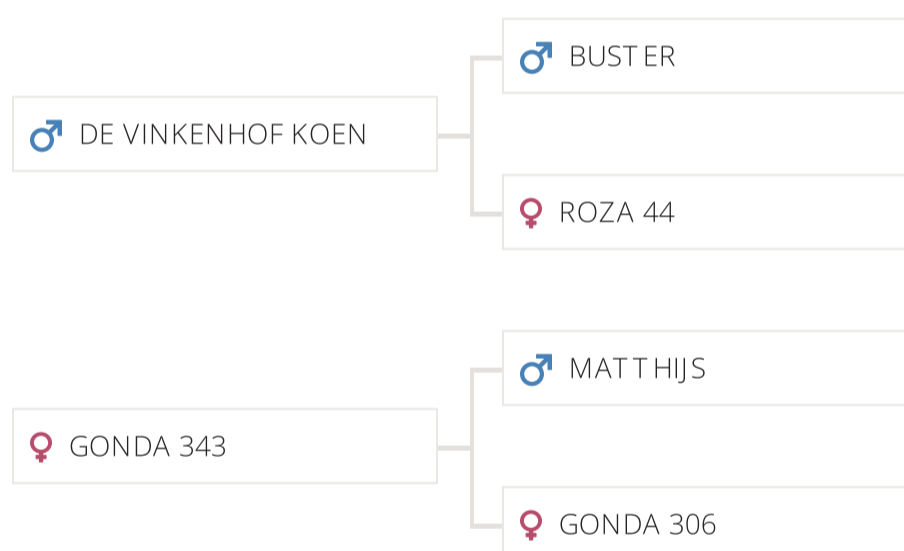 BUSTER
DE VINKENHOF KOEN
ROZA 44
MATTHIJS
GONDA 343
GONDA 306